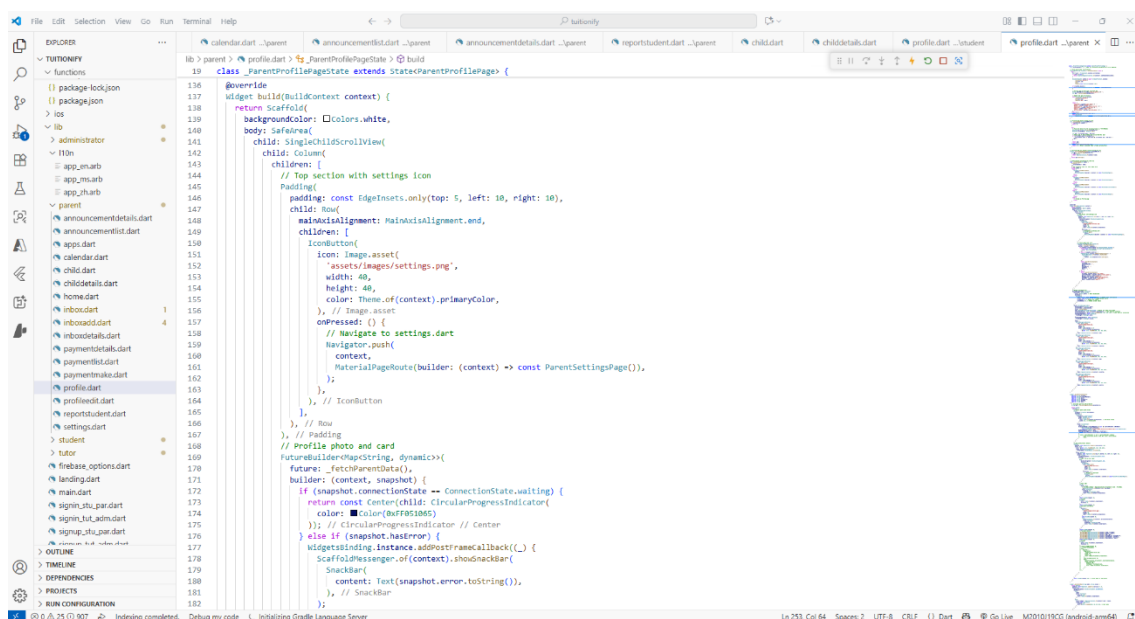 File Edit Selection View Go Run Terminal Help
tuitionify
EXPLORER
calendar.dart ...\parent
announcementlist.dart ...\parent
announcementdetails.dart ...\parent
reportstudent.dart ...\parent
child.dart
childdetails.dart
profile.dart ...\student
profile.dart ...\parent
TUITIONIFY
functions
package-lock.json
package.json
ios
lib
administrator
l10n
app_en.arb
app_ms.arb
app_zh.arb
parent
announcementdetails.dart
announcementlist.dart
apps.dart
calendar.dart
child.dart
childdetails.dart
home.dart
inbox.dart 1
inboxadd.dart 4
inboxdetails.dart
paymentdetails.dart
paymentlist.dart
paymentmake.dart
profile.dart
profileedit.dart
reportstudent.dart
settings.dart
student
tutor
firebase_options.dart
landing.dart
main.dart
signin_stu_par.dart
signin_tut_adm.dart
signup_stu_par.dart
signup_tut_adm.dart
OUTLINE
TIMELINE
DEPENDENCIES
PROJECTS
RUN CONFIGURATION
lib > parent > profile.dart > _ParentProfilePageState > build
19 class _ParentProfilePageState extends State<ParentProfilePage> {
136 @override
137 Widget build(BuildContext context) {
138 return Scaffold(
139 backgroundColor: Colors.white,
140 body: SafeArea(
141 child: SingleChildScrollView(
142 child: Column(
143 children: [
144 // Top section with settings icon
145 Padding(
146 padding: const EdgeInsets.only(top: 5, left: 10, right: 10),
147 child: Row(
148 mainAxisAlignment: MainAxisAlignment.end,
149 children: [
150 IconButton(
151 icon: Image.asset(
152 'assets/images/settings.png',
153 width: 40,
154 height: 40,
155 color: Theme.of(context).primaryColor,
156 ), // Image.asset
157 onPressed: () {
158 // Navigate to settings.dart
159 Navigator.push(
160 context,
161 MaterialPageRoute(builder: (context) => const ParentSettingsPage()),
162 );
163 },
164 ), // IconButton
165 ],
166 ), // Row
167 ), // Padding
168 // Profile photo and card
169 FutureBuilder<Map<String, dynamic>>(
170 future: _fetchParentData(),
171 builder: (context, snapshot) {
172 if (snapshot.connectionState == ConnectionState.waiting) {
173 return const Center(child: CircularProgressIndicator(
174 color: Color(0xFF051065)
175 )); // CircularProgressIndicator // Center
176 } else if (snapshot.hasError) {
177 WidgetsBinding.instance.addPostFrameCallback((_) {
178 ScaffoldMessenger.of(context).showSnackBar(
179 SnackBar(
180 content: Text(snapshot.error.toString()),
181 ), // SnackBar
182 );
0 25 907 Indexing completed. Debug my code Initializing Gradle Language Server
Ln 253, Col 64 Spaces: 2 UTF-8 CRLF {} Dart Go Live M2010J19CG (android-arm64)